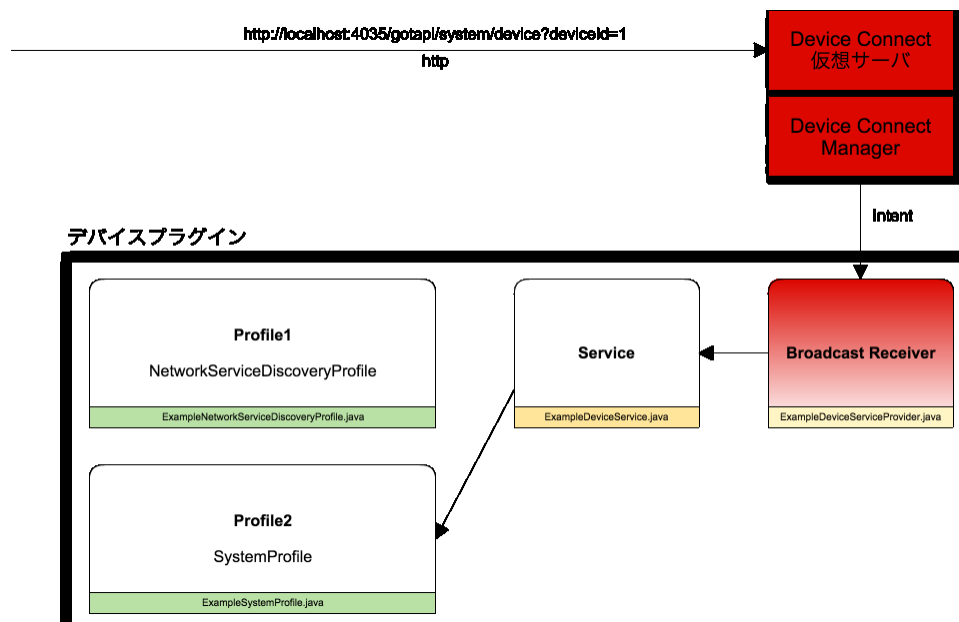 http://localhost:4035/gotapi/system/device?deviceId=1
http
Device Connect
仮想サーバ
Device Connect
Manager
Intent
デバイスプラグイン
Profile1
NetworkServiceDiscoveryProfile
ExampleNetworkServiceDiscoveryProfile.java
Service
ExampleDeviceService.java
Broadcast Receiver
ExampleDeviceServiceProvider.java
Profile2
SystemProfile
ExampleSystemProfile.java